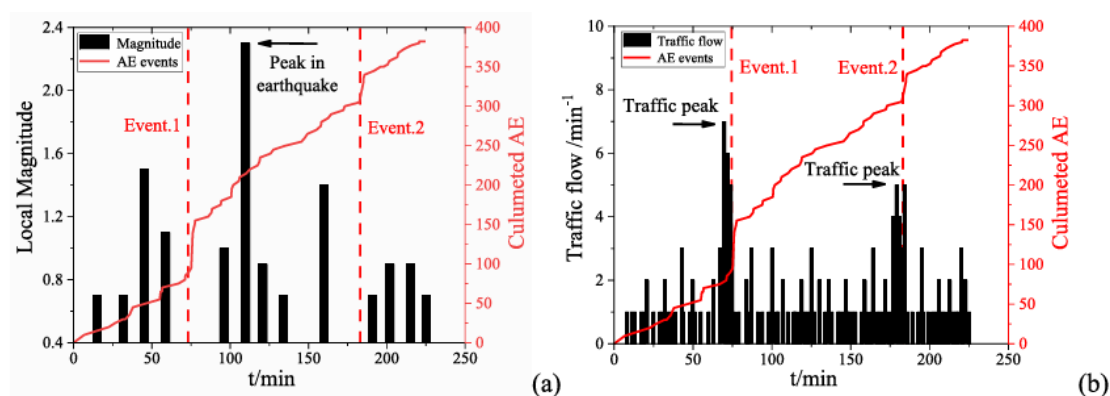 Magnitude
AE events
Peak in
earthquake
Event.1
Event.2
Local Magnitude
2.4
2.0
1.6
1.2
0.8
0.4
0
50
100
150
200
250
t/min
400
350
300
250
200
150
100
50
0
Culumeted AE
(a)
Traffic flow
AE events
Event.1
Event.2
Traffic peak
Traffic peak
Traffic flow /min⁻¹
10
8
6
4
2
0
0
50
100
150
200
250
t/min
400
350
300
250
200
150
100
50
0
Culumeted AE
(b)